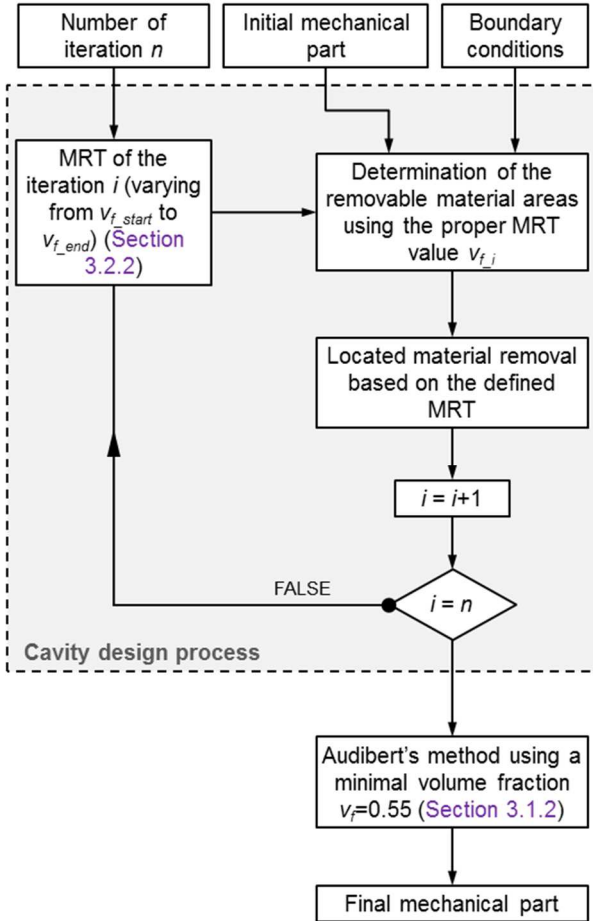 Number of
iteration n
Initial mechanical
part
Boundary
conditions
MRT of the
iteration i (varying
from vf_start to
vf_end) (Section
3.2.2)
Determination of the
removable material areas
using the proper MRT
value vf_i
Located material removal
based on the defined
MRT
i = i+1
FALSE
i = n
Cavity design process
Audibert's method using a
minimal volume fraction
vf=0.55 (Section 3.1.2)
Final mechanical part